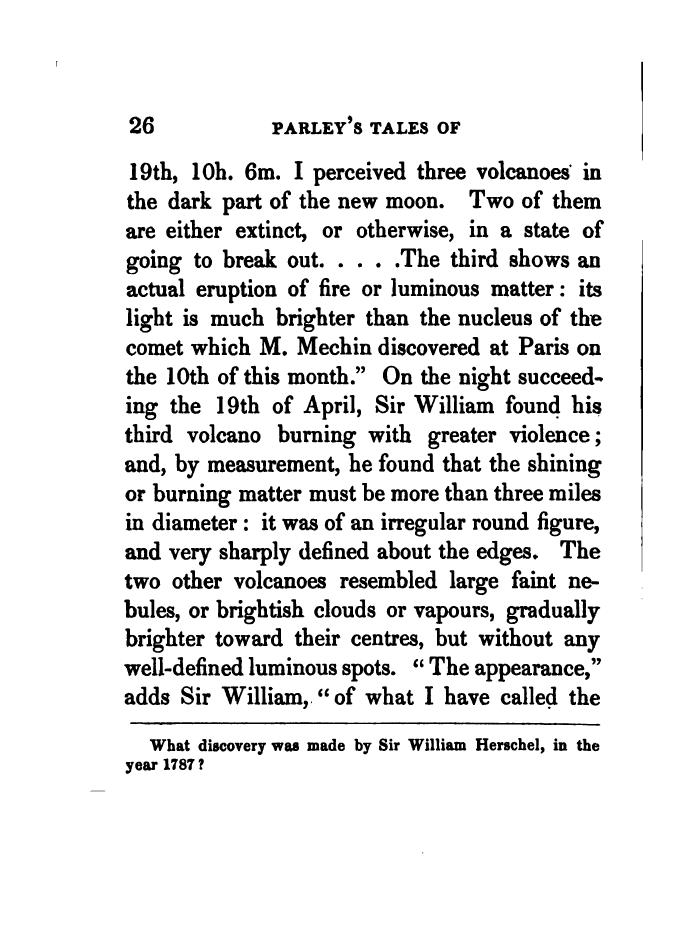 26 PARLEY'S TALES OF
19th, 10h. 6m. I perceived three volcanoes in
the dark part of the new moon. Two of them
are either extinct, or otherwise, in a state of
going to break out. . . . .The third shows an
actual eruption of fire or luminous matter: its
light is much brighter than the nucleus of the
comet which M. Mechin discovered at Paris on
the 10th of this month.” On the night succeed-
ing the 19th of April, Sir William found his
third volcano burning with greater violence;
and, by measurement, he found that the shining
or burning matter must be more than three miles
in diameter: it was of an irregular round figure,
and very sharply defined about the edges. The
two other volcanoes resembled large faint ne-
bules, or brightish clouds or vapours, gradually
brighter toward their centres, but without any
well-defined luminous spots. “The appearance,”
adds Sir William, “of what I have called the
What discovery was made by Sir William Herschel, in the
year 1787?